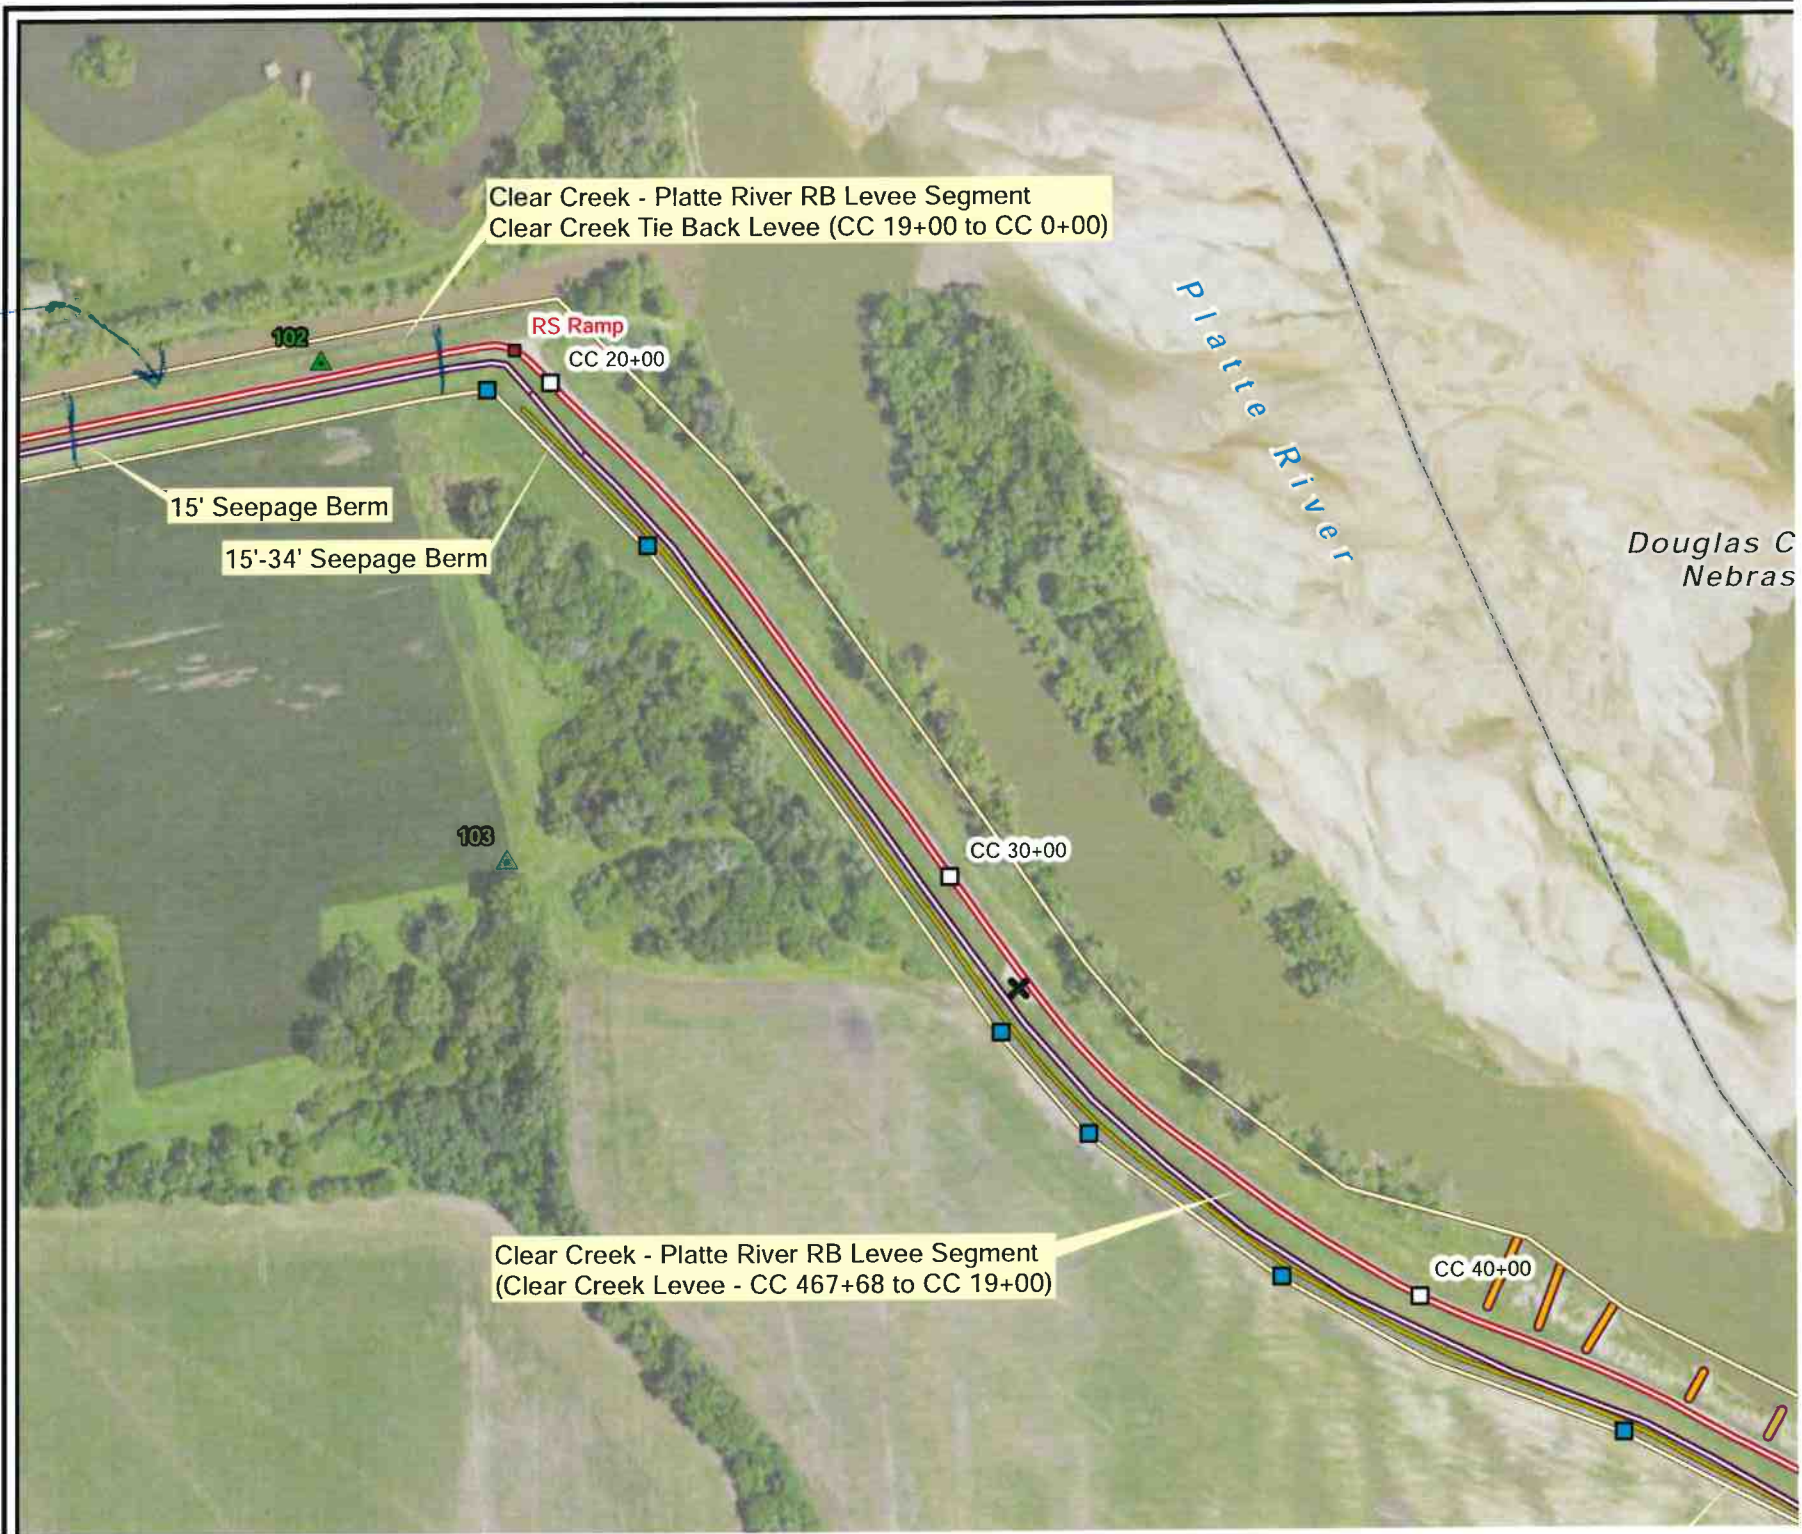 Clear Creek - Platte River RB Levee Segment
Clear Creek Tie Back Levee (CC 19+00 to CC 0+00)
Platte River
RS Ramp
102
CC 20+00
15' Seepage Berm
15'-34' Seepage Berm
Douglas C
Nebras
103
CC 30+00
Clear Creek - Platte River RB Levee Segment
(Clear Creek Levee - CC 467+68 to CC 19+00)
CC 40+00